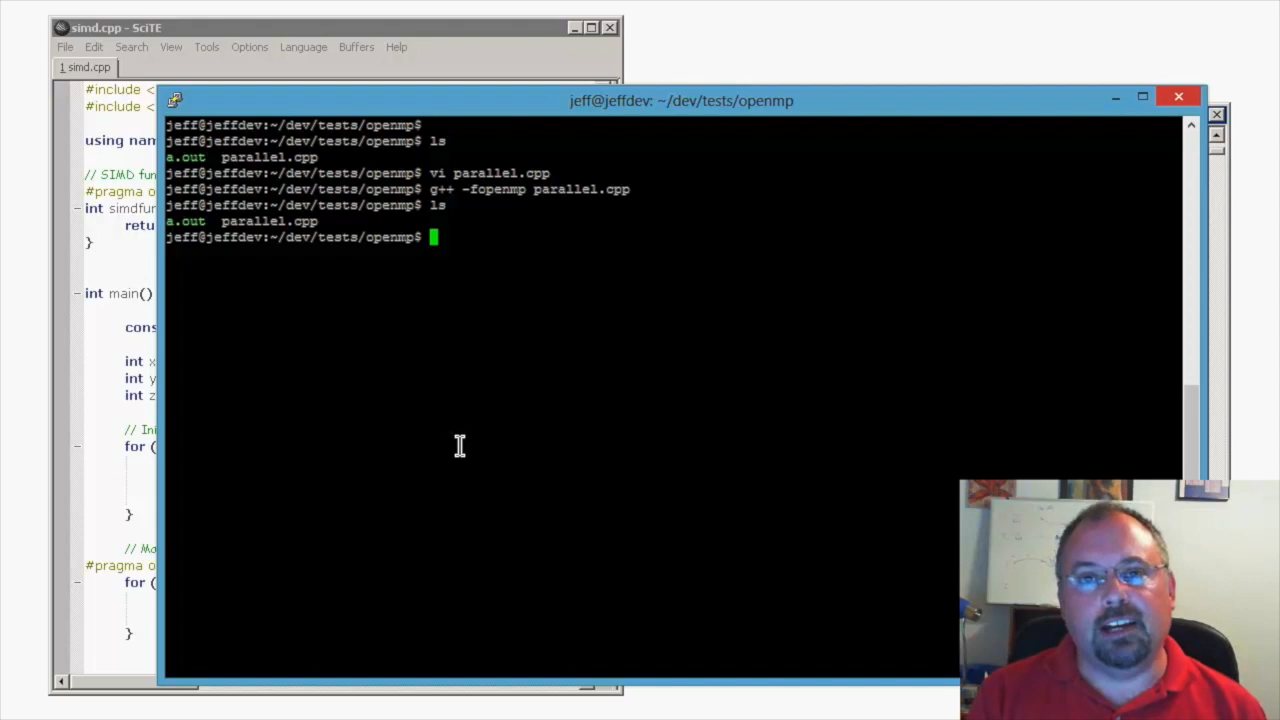 simd.cpp - SciTE
File Edit Search View Tools Options Language Buffers Help
1 simd.cpp
#include <
#include <
using nam
// SIMD fun
#pragma o
int simdfun
retu
}
int main()
cons
int x
int y
int z
// Ini
for (
}
// Ma
#pragma o
for (
}
jeff@jeffdev: ~/dev/tests/openmp
jeff@jeffdev:~/dev/tests/openmp$
jeff@jeffdev:~/dev/tests/openmp$ ls
a.out parallel.cpp
jeff@jeffdev:~/dev/tests/openmp$ vi parallel.cpp
jeff@jeffdev:~/dev/tests/openmp$ g++ -fopenmp parallel.cpp
jeff@jeffdev:~/dev/tests/openmp$ ls
a.out parallel.cpp
jeff@jeffdev:~/dev/tests/openmp$